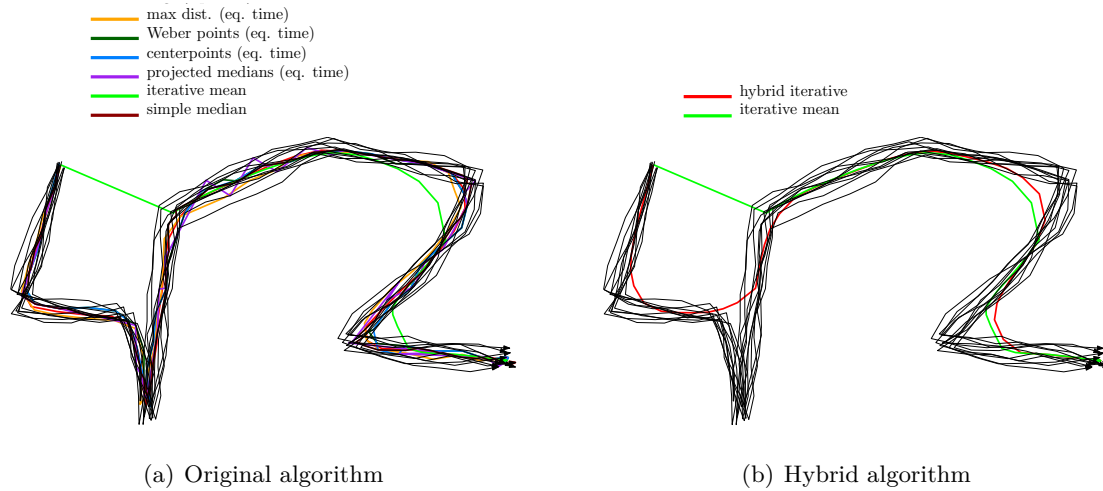 max dist. (eq. time)
Weber points (eq. time)
centerpoints (eq. time)
projected medians (eq. time)
iterative mean
simple median
hybrid iterative
iterative mean
(a) Original algorithm
(b) Hybrid algorithm